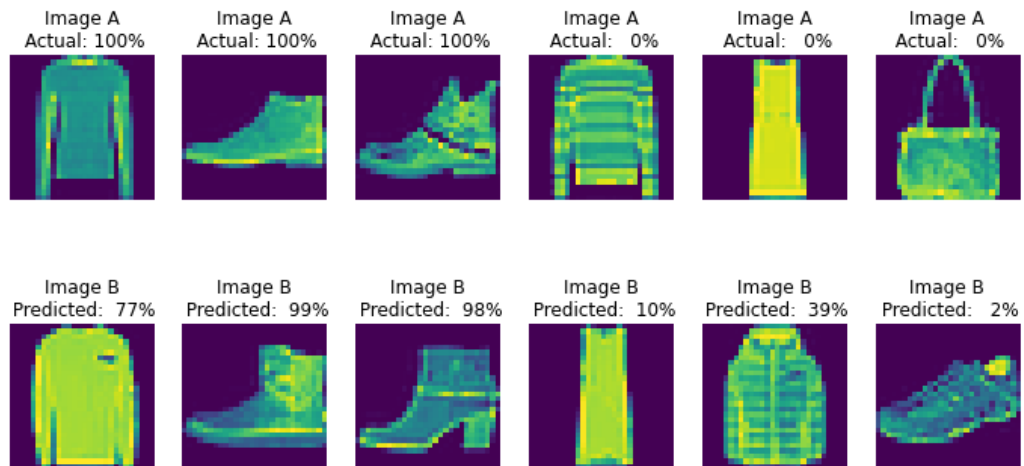 Image A
Actual: 100%
Image A
Actual: 100%
Image A
Actual: 100%
Image A
Actual:   0%
Image A
Actual:   0%
Image A
Actual:   0%
Image B
Predicted:  77%
Image B
Predicted:  99%
Image B
Predicted:  98%
Image B
Predicted:  10%
Image B
Predicted:  39%
Image B
Predicted:   2%